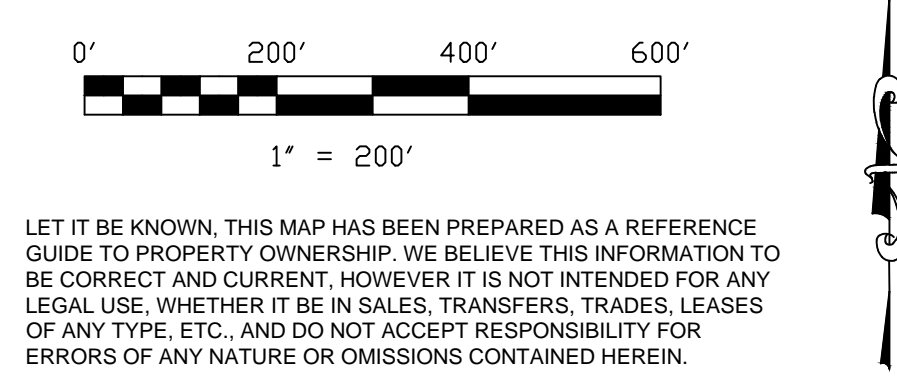 0' 200' 400' 600'
1" = 200'
LET IT BE KNOWN, THIS MAP HAS BEEN PREPARED AS A REFERENCE
GUIDE TO PROPERTY OWNERSHIP. WE BELIEVE THIS INFORMATION TO
BE CORRECT AND CURRENT, HOWEVER IT IS NOT INTENDED FOR ANY
LEGAL USE, WHETHER IT BE IN SALES, TRANSFERS, TRADES, LEASES
OF ANY TYPE, ETC., AND DO NOT ACCEPT RESPONSIBILITY FOR
ERRORS OF ANY NATURE OR OMISSIONS CONTAINED HEREIN.